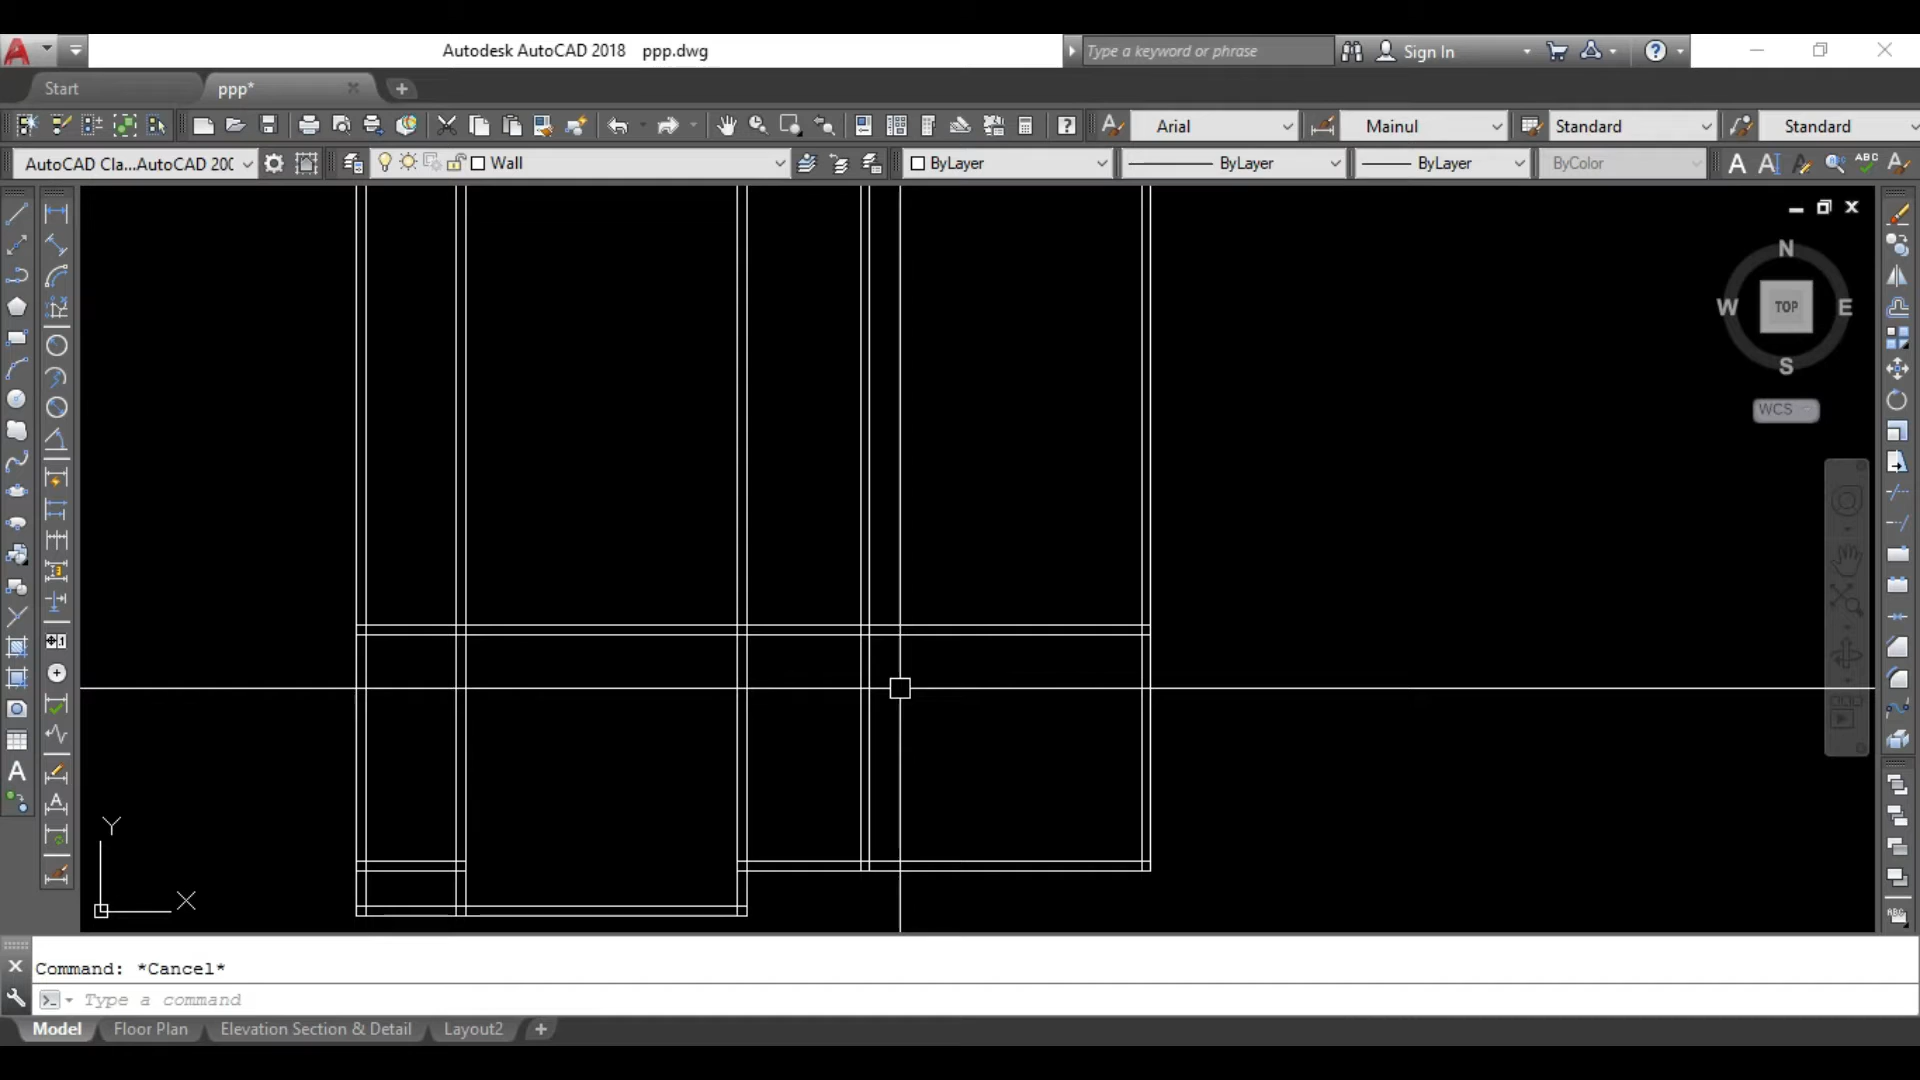 Autodesk AutoCAD 2018 ppp.dwg
Type a keyword or phrase
Sign In
Start
ppp*
Arial
Mainul
Standard
Standard
AutoCAD Cla...AutoCAD 200
Wall
ByLayer
ByLayer
ByLayer
ByColor
N
W
TOP
E
S
WCS
Y
X
Command: *Cancel*
Type a command
Model
Floor Plan
Elevation Section & Detail
Layout2